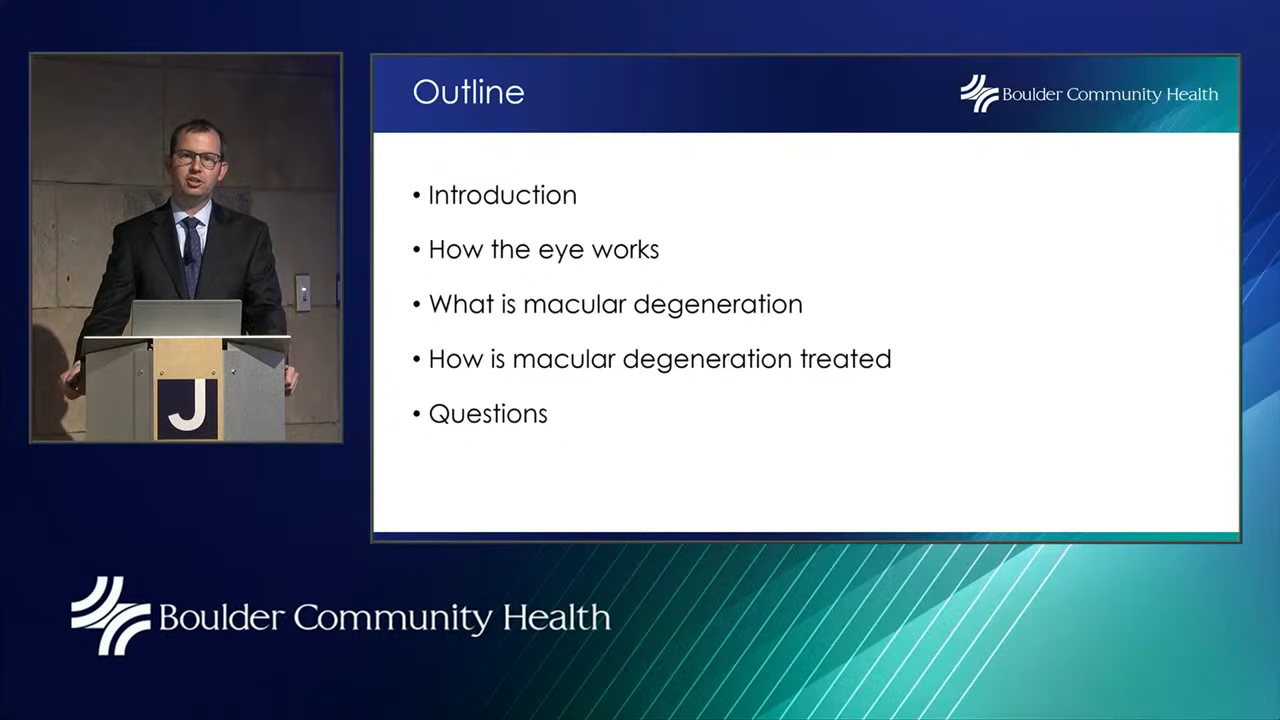 Outline
Boulder Community Health
• Introduction
• How the eye works
• What is macular degeneration
• How is macular degeneration treated
• Questions
J
Boulder Community Health